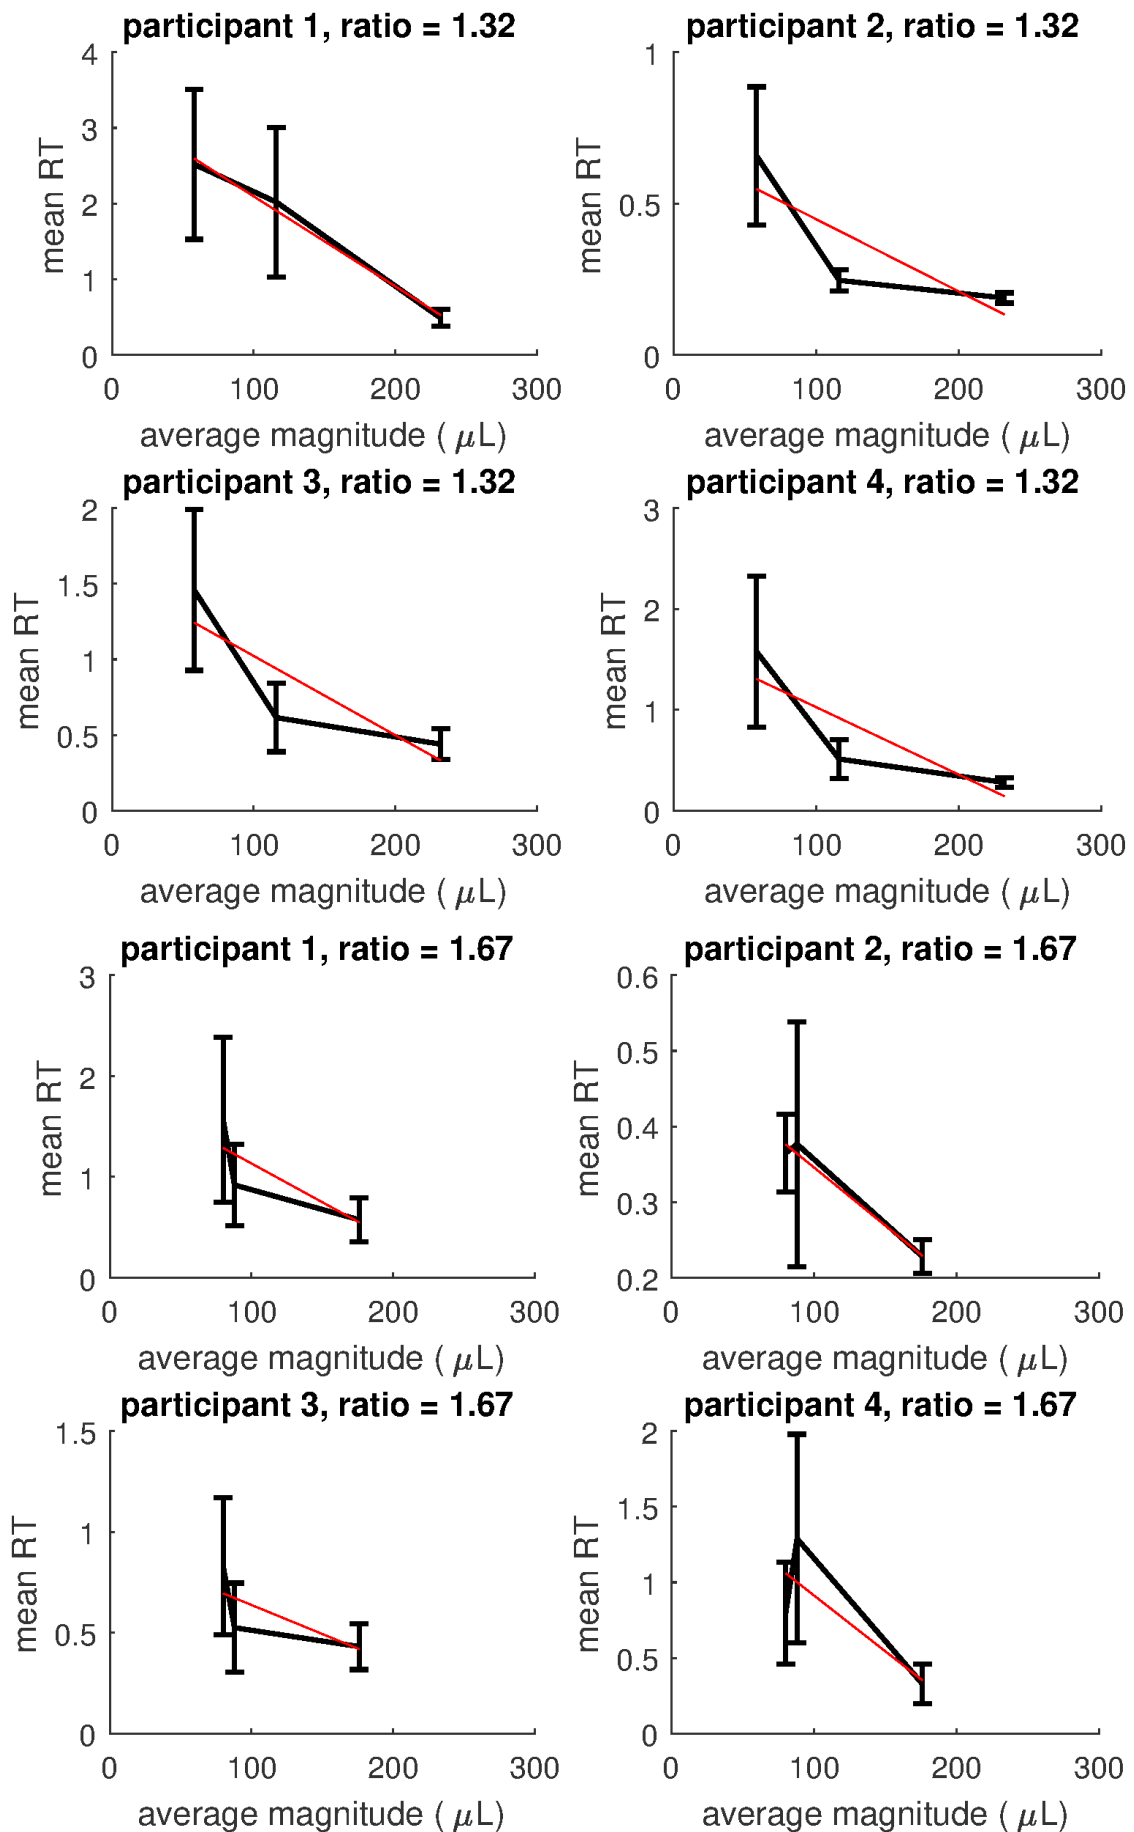 participant 1, ratio = 1.32
4
3
2
1
0
mean RT
0 100 200 300
average magnitude ( μL)
participant 2, ratio = 1.32
1
0.5
0
mean RT
0 100 200 300
average magnitude ( μL)
participant 3, ratio = 1.32
2
1.5
1
0.5
0
mean RT
0 100 200 300
average magnitude ( μL)
participant 4, ratio = 1.32
3
2
1
0
mean RT
0 100 200 300
average magnitude ( μL)
participant 1, ratio = 1.67
3
2
1
0
mean RT
0 100 200 300
average magnitude ( μL)
participant 2, ratio = 1.67
0.6
0.5
0.4
0.3
0.2
mean RT
0 100 200 300
average magnitude ( μL)
participant 3, ratio = 1.67
1.5
1
0.5
0
mean RT
0 100 200 300
average magnitude ( μL)
participant 4, ratio = 1.67
2
1.5
1
0.5
0
mean RT
0 100 200 300
average magnitude ( μL)